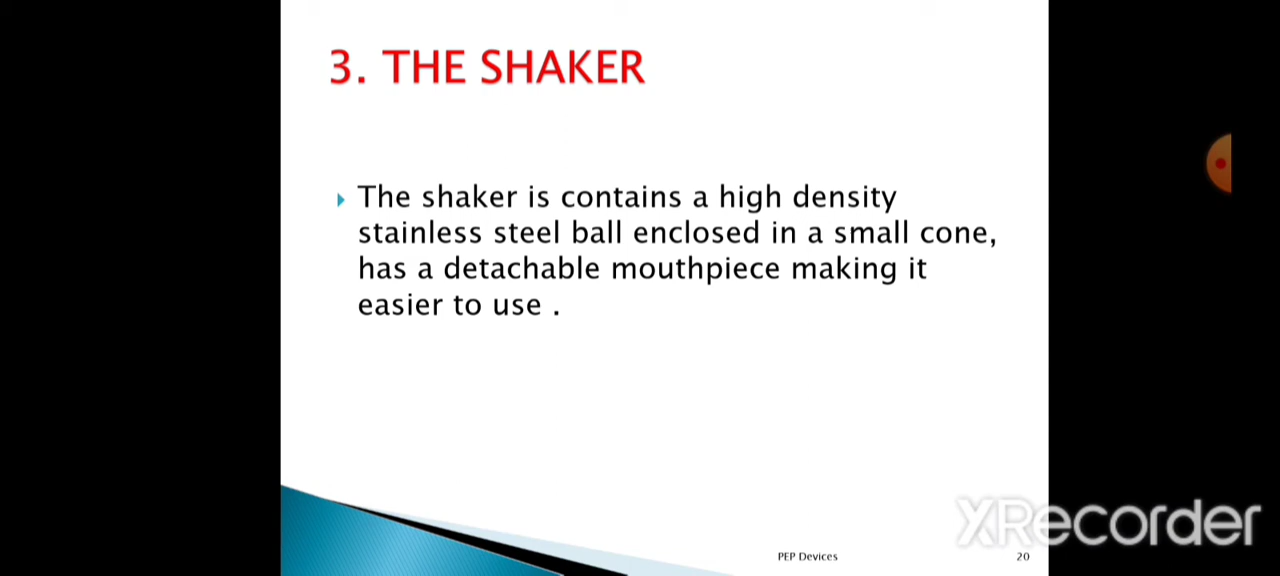 3. THE SHAKER
The shaker is contains a high density
stainless steel ball enclosed in a small cone,
has a detachable mouthpiece making it
easier to use .
XRecorder
PEP Devices
20